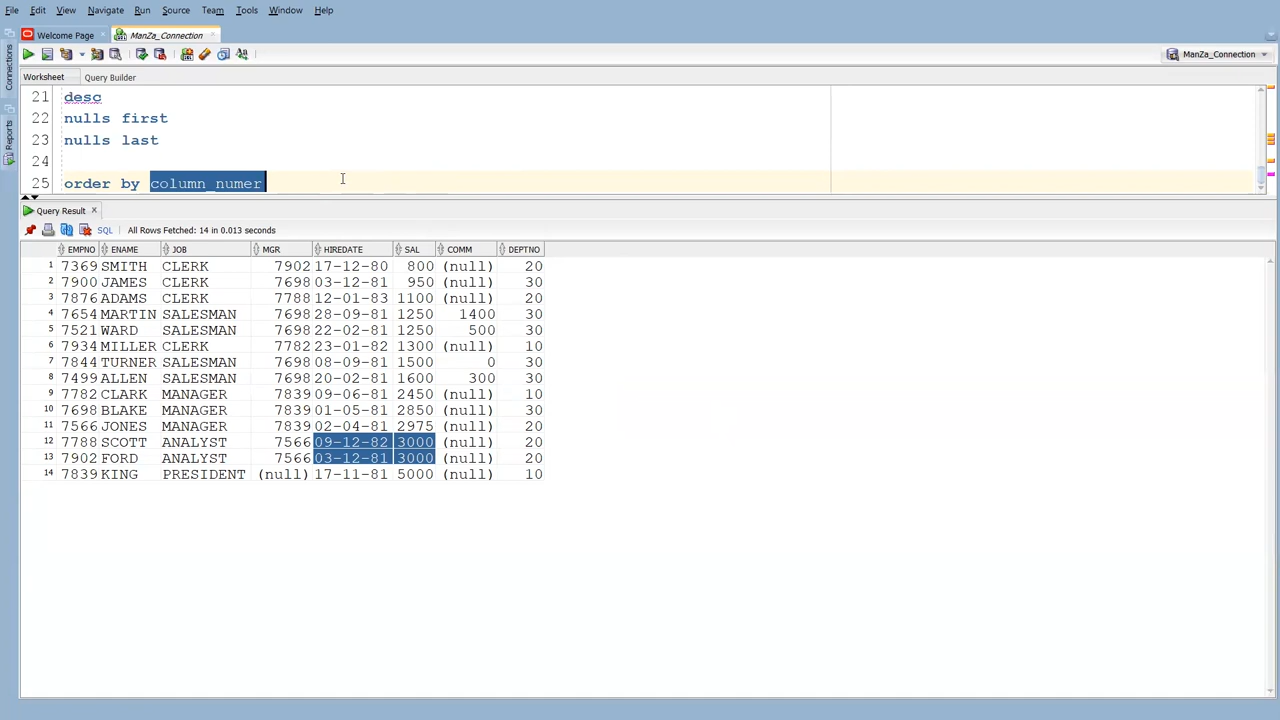 File Edit View Navigate Run Source Team Tools Window Help
Welcome Page ManZa_Connection
ManZa_Connection
Connections
Reports
Worksheet Query Builder
21 desc
22 nulls first
23 nulls last
24
25 order by column_numer
Query Result
SQL All Rows Fetched: 14 in 0.013 seconds
EMPNO ENAME JOB MGR HIREDATE SAL COMM DEPTNO
1 7369 SMITH CLERK 7902 17-12-80 800 (null) 20
2 7900 JAMES CLERK 7698 03-12-81 950 (null) 30
3 7876 ADAMS CLERK 7788 12-01-83 1100 (null) 20
4 7654 MARTIN SALESMAN 7698 28-09-81 1250 1400 30
5 7521 WARD SALESMAN 7698 22-02-81 1250 500 30
6 7934 MILLER CLERK 7782 23-01-82 1300 (null) 10
7 7844 TURNER SALESMAN 7698 08-09-81 1500 0 30
8 7499 ALLEN SALESMAN 7698 20-02-81 1600 300 30
9 7782 CLARK MANAGER 7839 09-06-81 2450 (null) 10
10 7698 BLAKE MANAGER 7839 01-05-81 2850 (null) 30
11 7566 JONES MANAGER 7839 02-04-81 2975 (null) 20
12 7788 SCOTT ANALYST 7566 09-12-82 3000 (null) 20
13 7902 FORD ANALYST 7566 03-12-81 3000 (null) 20
14 7839 KING PRESIDENT (null) 17-11-81 5000 (null) 10